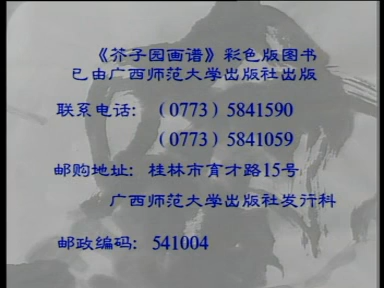 《芥子园画谱》彩色版图书
已由广西师范大学出版社出版
联系电话：（0773）5841590
（0773）5841059
邮购地址：桂林市育才路15号
广西师范大学出版社发行科
邮政编码：541004